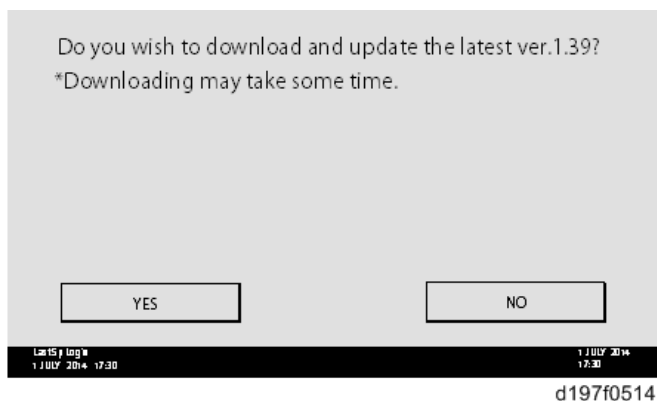 Do you wish to download and update the latest ver.1.39?
*Downloading may take some time.
YES
NO
1 JULY 2014 17:30
1 JULY 2014
17:30
d197f0514